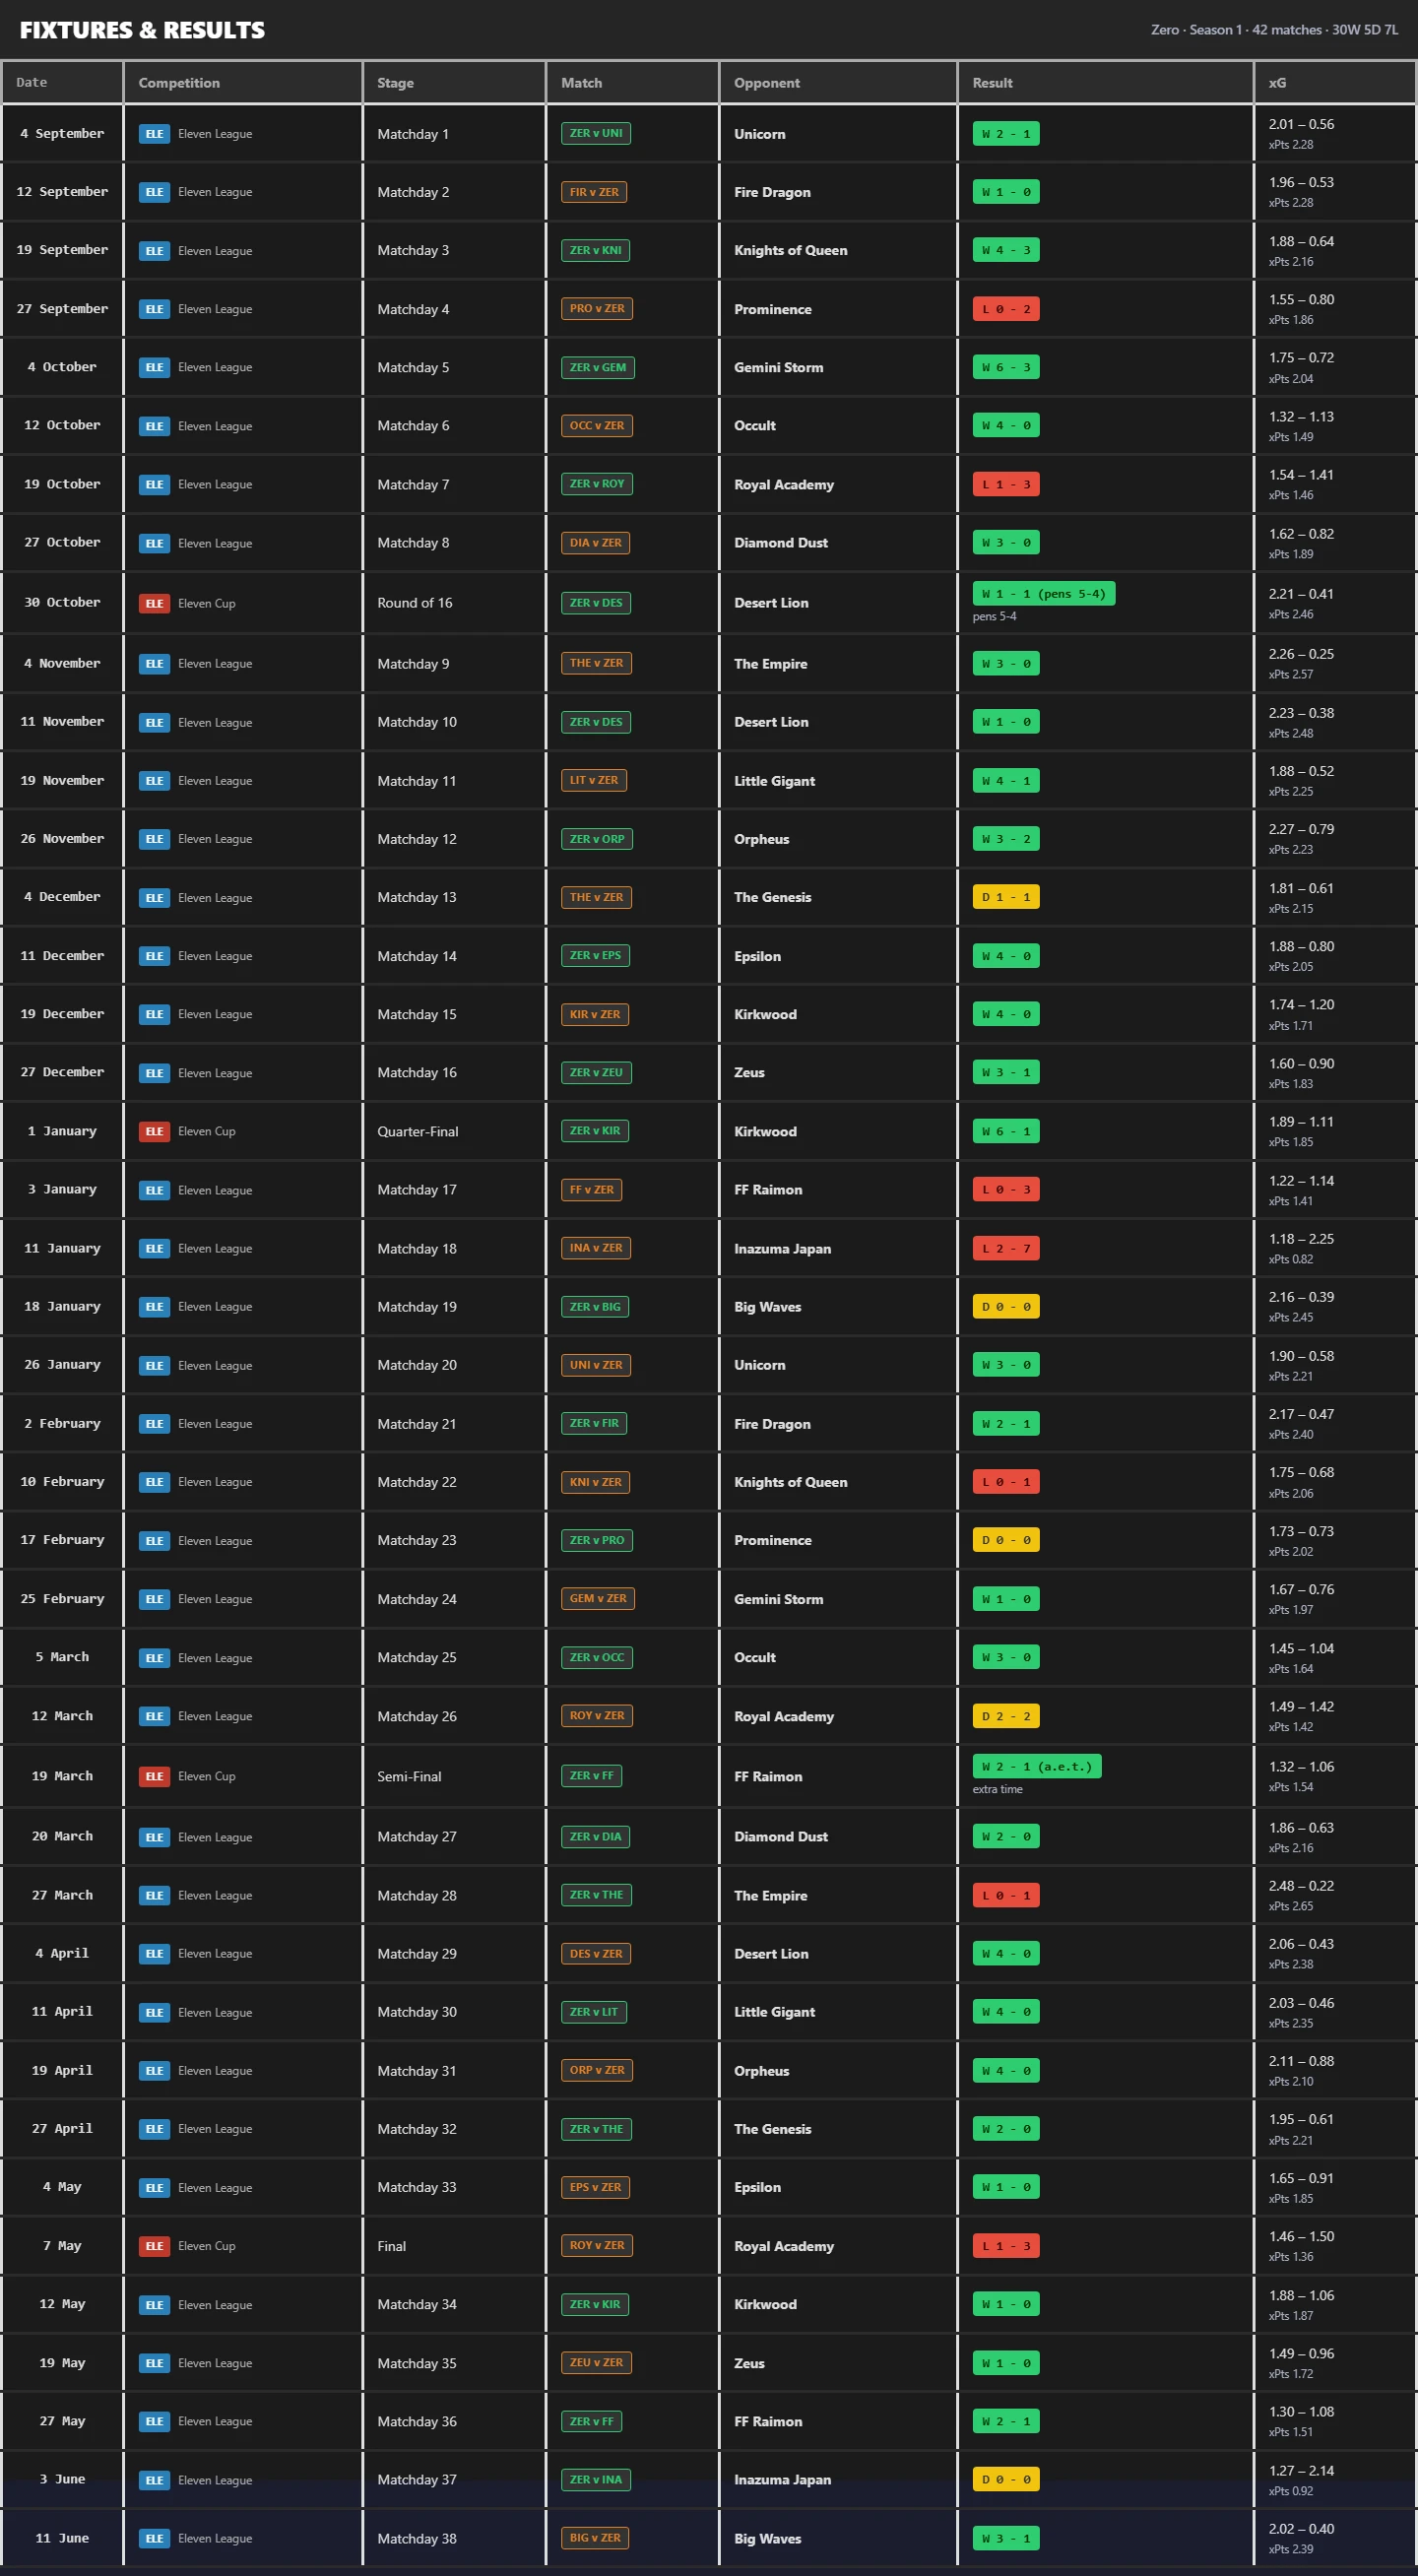 FIXTURES & RESULTS
Zero · Season 1 · 42 matches · 30W 5D 7L
Date Competition Stage Match Opponent Result xG
4 September ELE Eleven League Matchday 1 ZER v UNI Unicorn W 2 - 1 2.01 – 0.56
xPts 2.28
12 September ELE Eleven League Matchday 2 FIR v ZER Fire Dragon W 1 - 0 1.96 – 0.53
xPts 2.28
19 September ELE Eleven League Matchday 3 ZER v KNI Knights of Queen W 4 - 3 1.88 – 0.64
xPts 2.16
27 September ELE Eleven League Matchday 4 PRO v ZER Prominence L 0 - 2 1.55 – 0.80
xPts 1.86
4 October ELE Eleven League Matchday 5 ZER v GEM Gemini Storm W 6 - 3 1.75 – 0.72
xPts 2.04
12 October ELE Eleven League Matchday 6 OCC v ZER Occult W 4 - 0 1.32 – 1.13
xPts 1.49
19 October ELE Eleven League Matchday 7 ZER v ROY Royal Academy L 1 - 3 1.54 – 1.41
xPts 1.46
27 October ELE Eleven League Matchday 8 DIA v ZER Diamond Dust W 3 - 0 1.62 – 0.82
xPts 1.89
30 October ELE Eleven Cup Round of 16 ZER v DES Desert Lion W 1 - 1 (pens 5-4) 2.21 – 0.41
pens 5-4 xPts 2.46
4 November ELE Eleven League Matchday 9 THE v ZER The Empire W 3 - 0 2.26 – 0.25
xPts 2.57
11 November ELE Eleven League Matchday 10 ZER v DES Desert Lion W 1 - 0 2.23 – 0.38
xPts 2.48
19 November ELE Eleven League Matchday 11 LIT v ZER Little Gigant W 4 - 1 1.88 – 0.52
xPts 2.25
26 November ELE Eleven League Matchday 12 ZER v ORP Orpheus W 3 - 2 2.27 – 0.79
xPts 2.23
4 December ELE Eleven League Matchday 13 THE v ZER The Genesis D 1 - 1 1.81 – 0.61
xPts 2.15
11 December ELE Eleven League Matchday 14 ZER v EPS Epsilon W 4 - 0 1.88 – 0.80
xPts 2.05
19 December ELE Eleven League Matchday 15 KIR v ZER Kirkwood W 4 - 0 1.74 – 1.20
xPts 1.71
27 December ELE Eleven League Matchday 16 ZER v ZEU Zeus W 3 - 1 1.60 – 0.90
xPts 1.83
1 January ELE Eleven Cup Quarter-Final ZER v KIR Kirkwood W 6 - 1 1.89 – 1.11
xPts 1.85
3 January ELE Eleven League Matchday 17 FF v ZER FF Raimon L 0 - 3 1.22 – 1.14
xPts 1.41
11 January ELE Eleven League Matchday 18 INA v ZER Inazuma Japan L 2 - 7 1.18 – 2.25
xPts 0.82
18 January ELE Eleven League Matchday 19 ZER v BIG Big Waves D 0 - 0 2.16 – 0.39
xPts 2.45
26 January ELE Eleven League Matchday 20 UNI v ZER Unicorn W 3 - 0 1.90 – 0.58
xPts 2.21
2 February ELE Eleven League Matchday 21 ZER v FIR Fire Dragon W 2 - 1 2.17 – 0.47
xPts 2.40
10 February ELE Eleven League Matchday 22 KNI v ZER Knights of Queen L 0 - 1 1.75 – 0.68
xPts 2.06
17 February ELE Eleven League Matchday 23 ZER v PRO Prominence D 0 - 0 1.73 – 0.73
xPts 2.02
25 February ELE Eleven League Matchday 24 GEM v ZER Gemini Storm W 1 - 0 1.67 – 0.76
xPts 1.97
5 March ELE Eleven League Matchday 25 ZER v OCC Occult W 3 - 0 1.45 – 1.04
xPts 1.64
12 March ELE Eleven League Matchday 26 ROY v ZER Royal Academy D 2 - 2 1.49 – 1.42
xPts 1.42
19 March ELE Eleven Cup Semi-Final ZER v FF FF Raimon W 2 - 1 (a.e.t.) 1.32 – 1.06
extra time xPts 1.54
20 March ELE Eleven League Matchday 27 ZER v DIA Diamond Dust W 2 - 0 1.86 – 0.63
xPts 2.16
27 March ELE Eleven League Matchday 28 ZER v THE The Empire L 0 - 1 2.48 – 0.22
xPts 2.65
4 April ELE Eleven League Matchday 29 DES v ZER Desert Lion W 4 - 0 2.06 – 0.43
xPts 2.38
11 April ELE Eleven League Matchday 30 ZER v LIT Little Gigant W 4 - 0 2.03 – 0.46
xPts 2.35
19 April ELE Eleven League Matchday 31 ORP v ZER Orpheus W 4 - 0 2.11 – 0.88
xPts 2.10
27 April ELE Eleven League Matchday 32 ZER v THE The Genesis W 2 - 0 1.95 – 0.61
xPts 2.21
4 May ELE Eleven League Matchday 33 EPS v ZER Epsilon W 1 - 0 1.65 – 0.91
xPts 1.85
7 May ELE Eleven Cup Final ROY v ZER Royal Academy L 1 - 3 1.46 – 1.50
xPts 1.36
12 May ELE Eleven League Matchday 34 ZER v KIR Kirkwood W 1 - 0 1.88 – 1.06
xPts 1.87
19 May ELE Eleven League Matchday 35 ZEU v ZER Zeus W 1 - 0 1.49 – 0.96
xPts 1.72
27 May ELE Eleven League Matchday 36 ZER v FF FF Raimon W 2 - 1 1.30 – 1.08
xPts 1.51
3 June ELE Eleven League Matchday 37 ZER v INA Inazuma Japan D 0 - 0 1.27 – 2.14
xPts 0.92
11 June ELE Eleven League Matchday 38 BIG v ZER Big Waves W 3 - 1 2.02 – 0.40
xPts 2.39